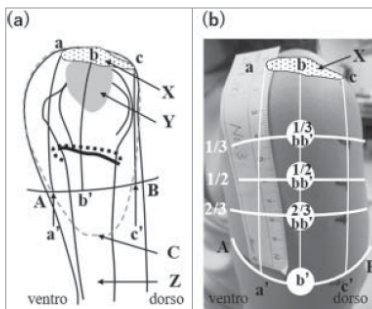 (a)
a
b
c
X
Y
A
b'
B
a'
c'
C
Z
ventro
dorso
(b)
X
a
b
c
1/3
1/3
bb'
1/2
1/2
bb'
2/3
2/3
bb'
A
B
a'
b'
c'
ventro
dorso